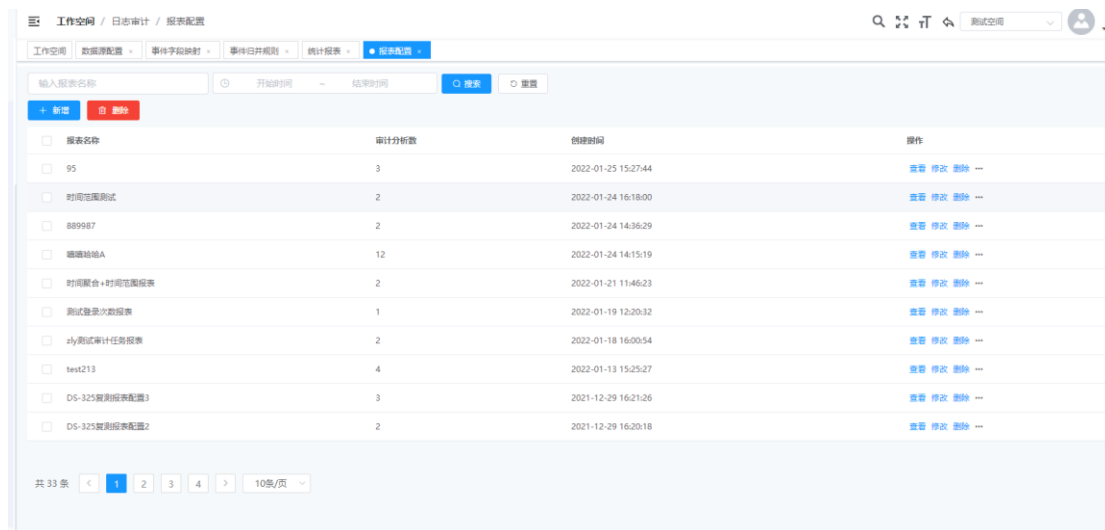 工作空间 / 日志审计 / 报表配置 测试空间
工作空间 数据源配置 × 事件字段映射 × 事件归并规则 × 统计报表 × 报表配置 ×
输入报表名称 开始时间 ~ 结束时间 搜索 重置
+ 新增 删除
报表名称 审计分析数 创建时间 操作
95 3 2022-01-25 15:27:44 查看 修改 删除 ···
时间范围测试 2 2022-01-24 16:18:00 查看 修改 删除 ···
889987 2 2022-01-24 14:36:29 查看 修改 删除 ···
嘻嘻哈哈A 12 2022-01-24 14:15:19 查看 修改 删除 ···
时间聚合+时间范围报表 2 2022-01-21 11:46:23 查看 修改 删除 ···
测试登录次数报表 1 2022-01-19 12:20:32 查看 修改 删除 ···
zly测试审计任务报表 2 2022-01-18 16:00:54 查看 修改 删除 ···
test213 4 2022-01-13 15:25:27 查看 修改 删除 ···
DS-325复测报表配置3 3 2021-12-29 16:21:26 查看 修改 删除 ···
DS-325复测报表配置2 2 2021-12-29 16:20:18 查看 修改 删除 ···
共 33 条 < 1 2 3 4 > 10条/页